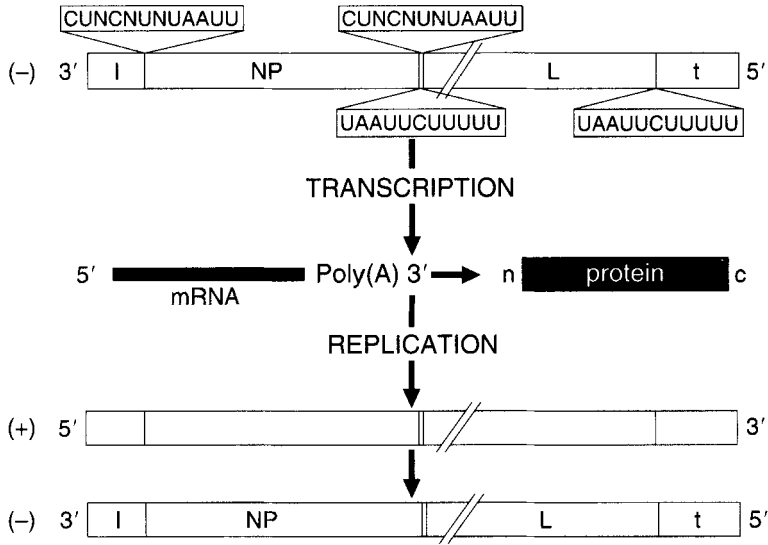 CUNCNUNUAAUU CUNCNUNUAAUU
(–) 3′ l NP L t 5′
UAAUUCUUUUU UAAUUCUUUUU
TRANSCRIPTION
5′ Poly(A) 3′ n protein c
mRNA
REPLICATION
(+) 5′ 3′
(–) 3′ l NP L t 5′